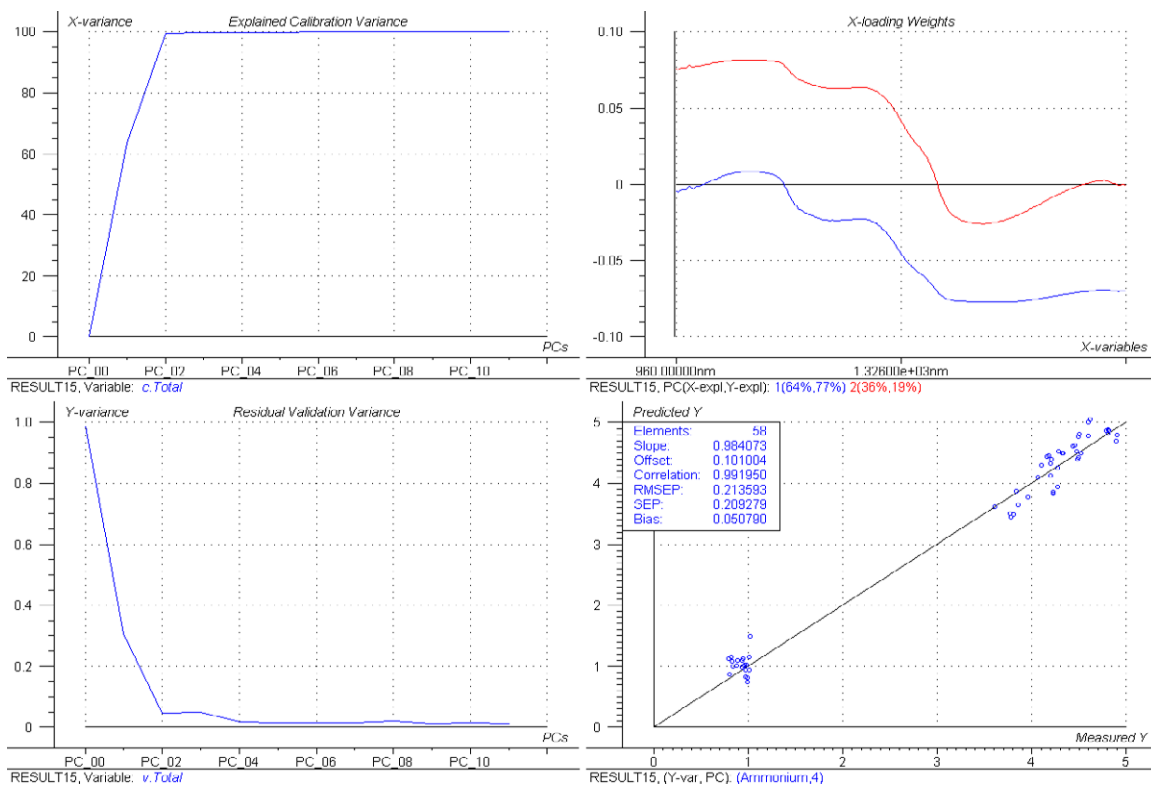 X-variance
Explained Calibration Variance
100
80
60
40
20
0
PCs
PC_00 PC_02 PC_04 PC_06 PC_08 PC_10
RESULT15, Variable: c.Total
X-loading Weights
0.10
0.05
0
-0.05
-0.10
X-variables
960.00000nm 1.32600e+03nm
RESULT15, PC(X-expl,Y-expl): 1(64%,77%) 2(36%,19%)
Y-variance
Residual Validation Variance
1.0
0.8
0.6
0.4
0.2
0
PCs
PC_00 PC_02 PC_04 PC_06 PC_08 PC_10
RESULT15, Variable: v.Total
Predicted Y
5
4
3
2
1
0
Elements: 58
Slope: 0.984073
Offset: 0.101004
Correlation: 0.991950
RMSEP: 0.213593
SEP: 0.209279
Bias: 0.050790
Measured Y
0 1 2 3 4 5
RESULT15, (Y-var, PC): (Ammonium,4)